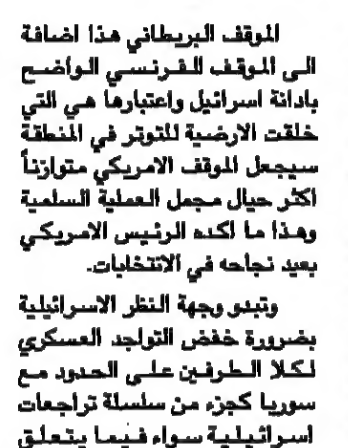 الموقف البريطاني هذا اضافة
الى الموقف الفرنسي الواضح
بادانة اسرائيل واعتبارها هي التي
خلقت الارضية للتوتر في المنطقة
سيجعل الموقف الامريكي متوازناً
اكثر حيال مجمل العملية السلمية
وهذا ما اكده الرئيس الامريكي
بعيد نجاحه في الانتخابات.
وتبدو وجهة النظر الاسرائيلية
بضرورة خفض التواجد العسكري
لكلا الطرفين على الحدود مع
سوريا كجزء من سلسلة تراجعات
اسرائيلية سواء فيما يتعلق